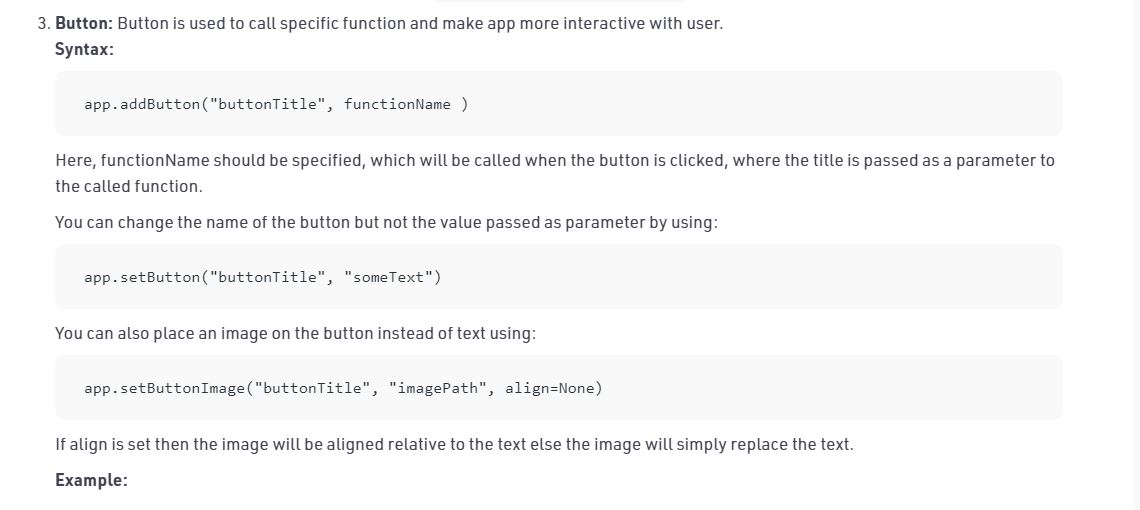 3. Button: Button is used to call specific function and make app more interactive with user.
Syntax:
app.addButton("buttonTitle", functionName )
Here, functionName should be specified, which will be called when the button is clicked, where the title is passed as a parameter to
the called function.
You can change the name of the button but not the value passed as parameter by using:
app.setButton("buttonTitle", "someText")
You can also place an image on the button instead of text using:
app.setButtonImage("buttonTitle", "imagePath", align=None)
If align is set then the image will be aligned relative to the text else the image will simply replace the text.
Example: